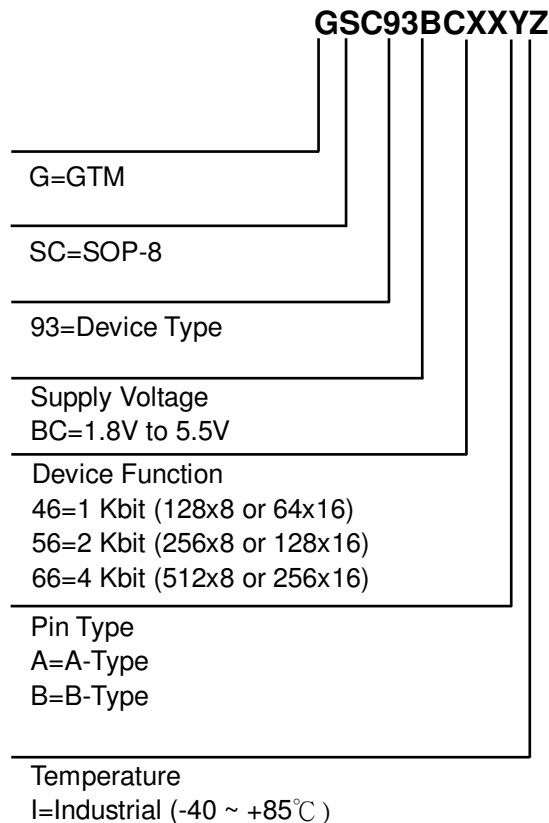 GSC93BCXXYZ
G=GTM
SC=SOP-8
93=Device Type
Supply Voltage
BC=1.8V to 5.5V
Device Function
46=1 Kbit (128x8 or 64x16)
56=2 Kbit (256x8 or 128x16)
66=4 Kbit (512x8 or 256x16)
Pin Type
A=A-Type
B=B-Type
Temperature
I=Industrial (-40 ~ +85℃ )